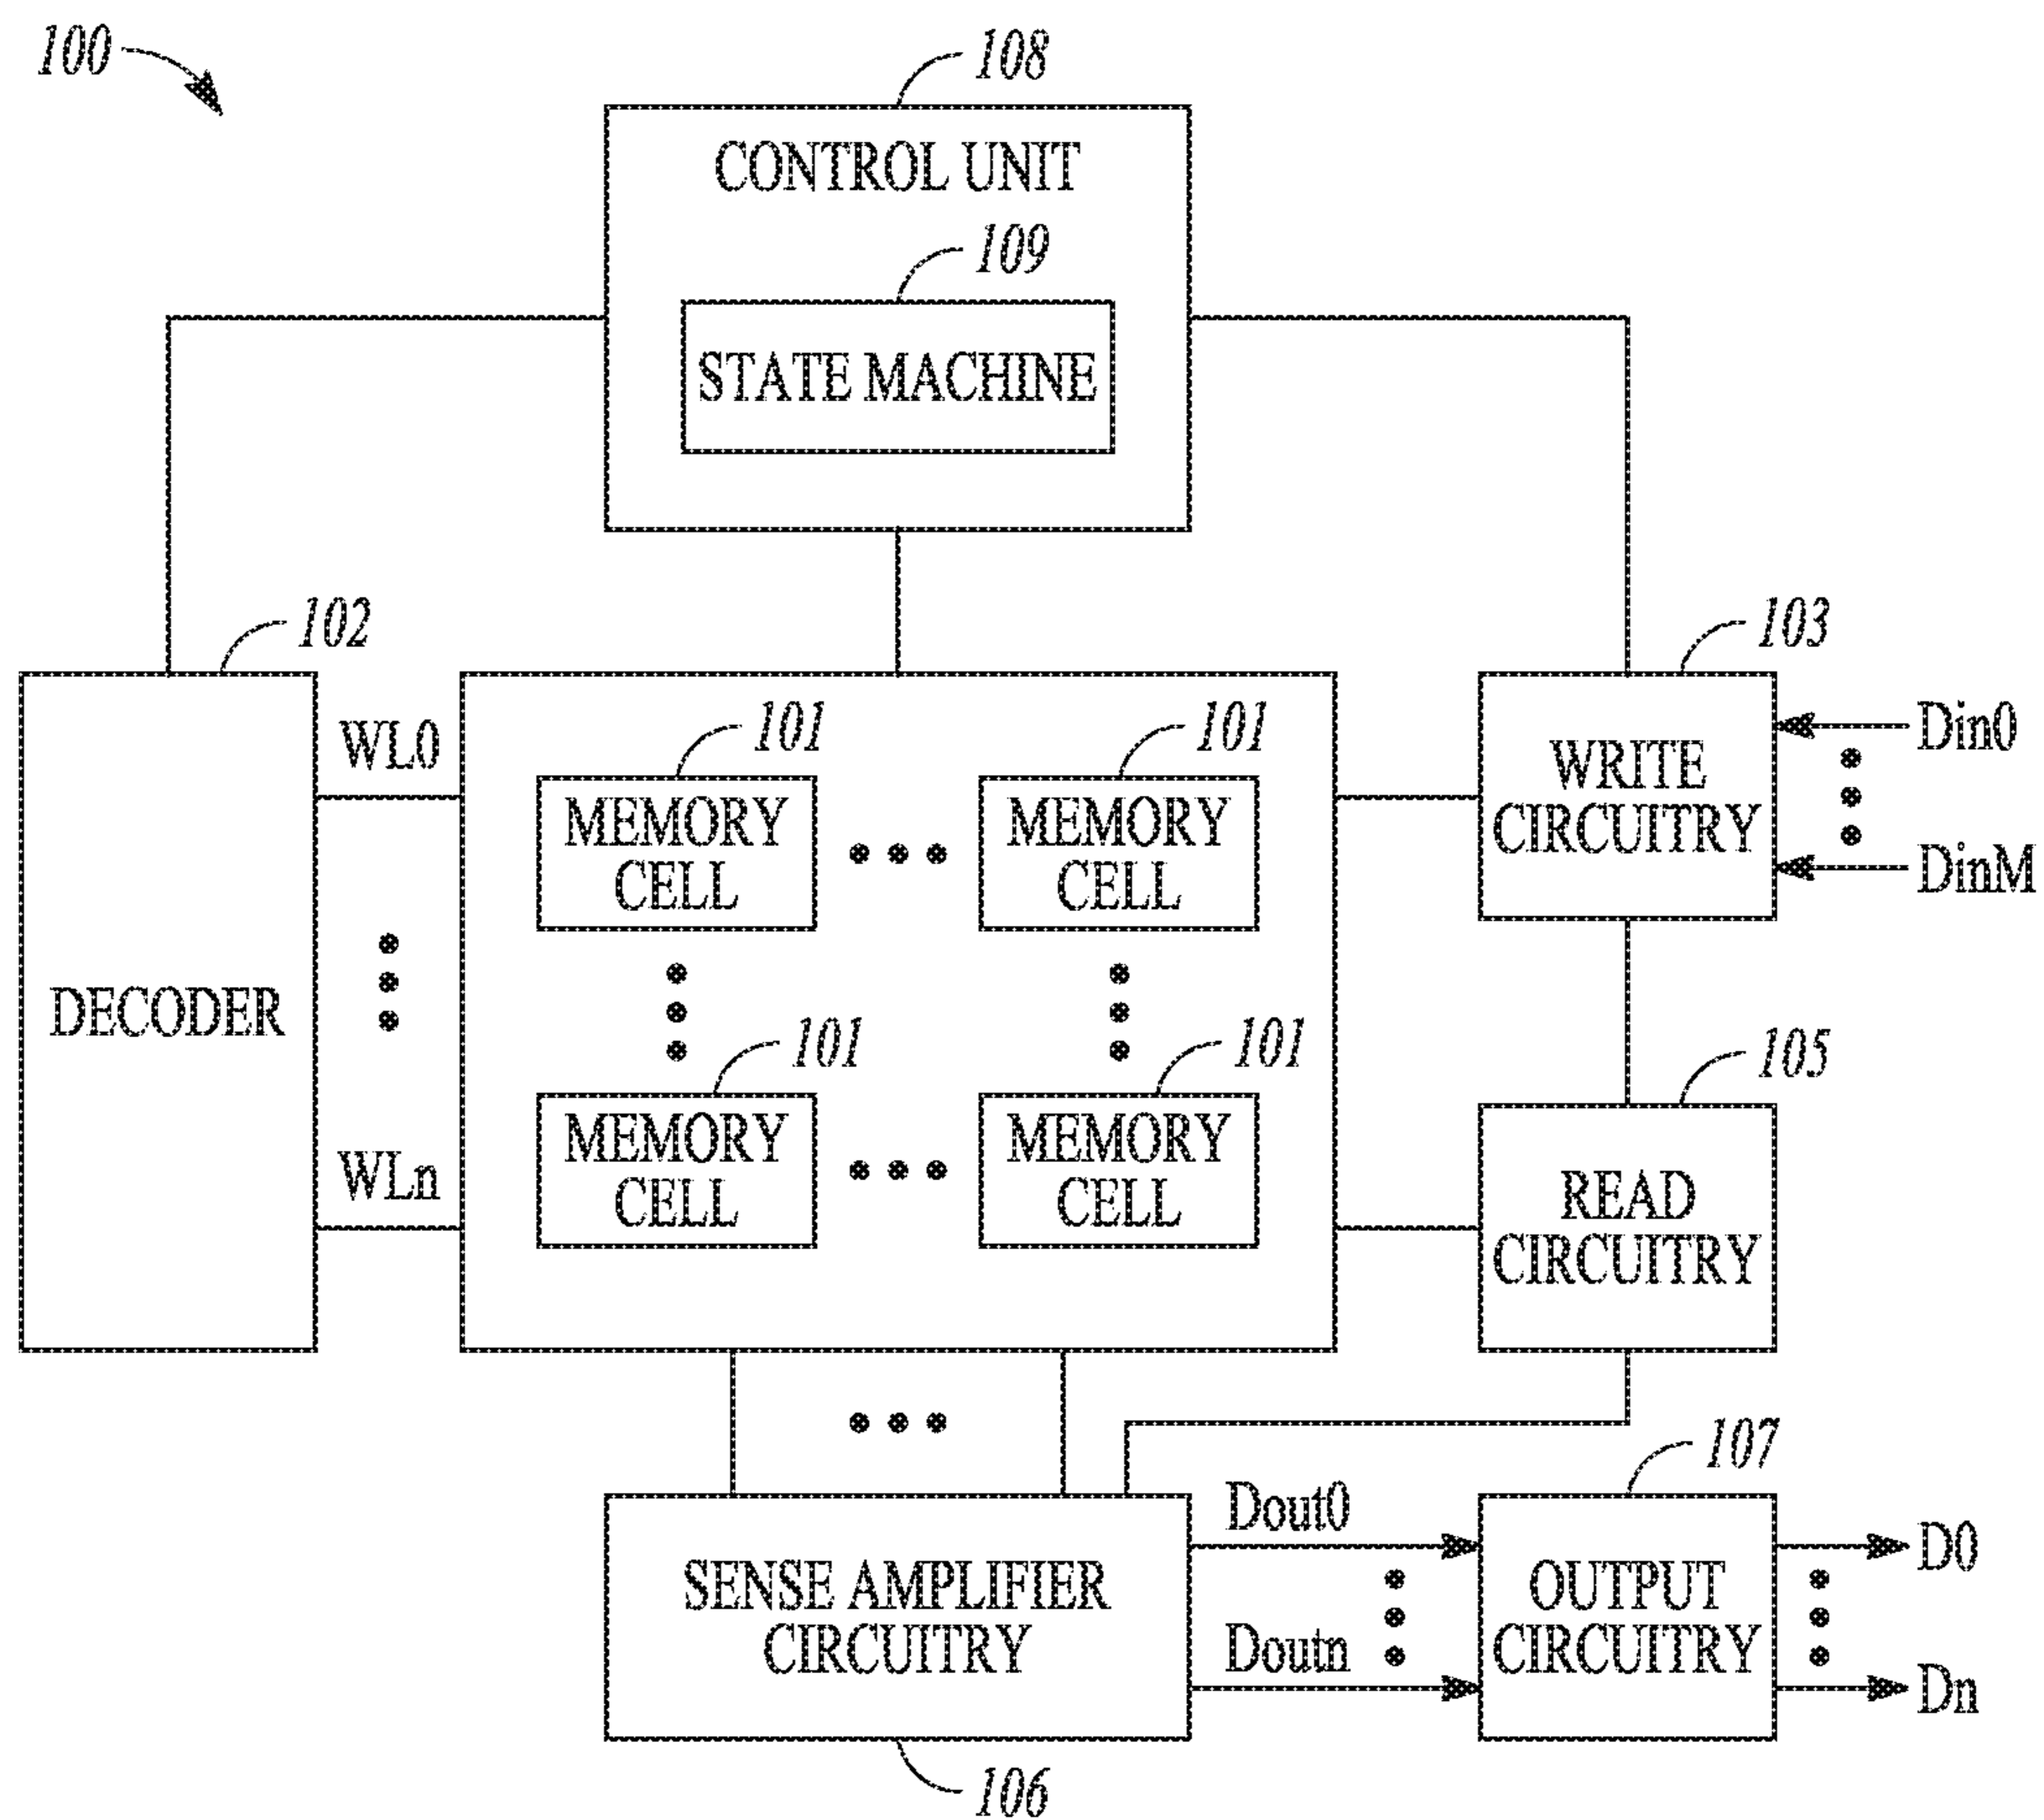 100
108
CONTROL UNIT
109
STATE MACHINE
102
103
WL0
101
101
Din0
MEMORY
CELL
MEMORY
CELL
WRITE
CIRCUITRY
DinM
DECODER
101
101
105
WLn
MEMORY
CELL
MEMORY
CELL
READ
CIRCUITRY
107
Dout0
D0
SENSE AMPLIFIER
CIRCUITRY
OUTPUT
CIRCUITRY
Doutn
Dn
106